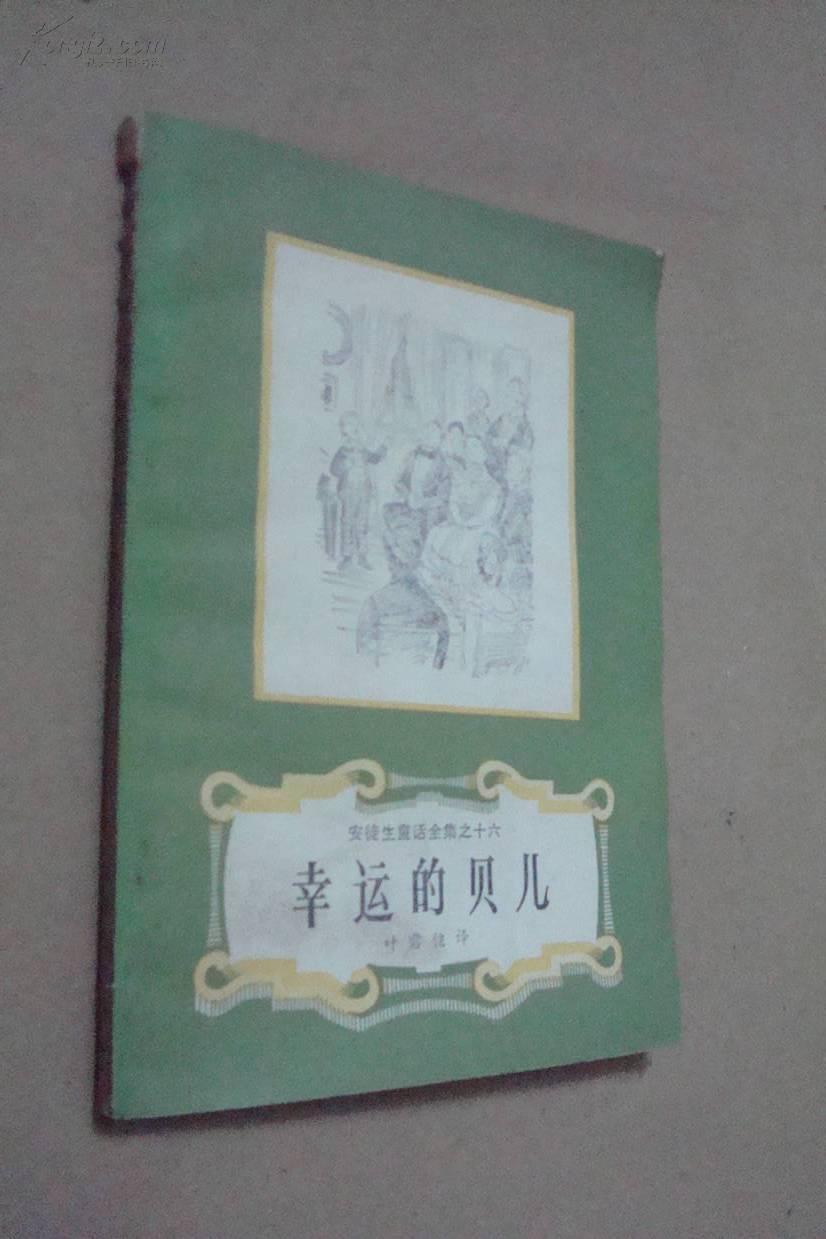 安徒生童话全集之十六
幸运的贝儿
叶君健译